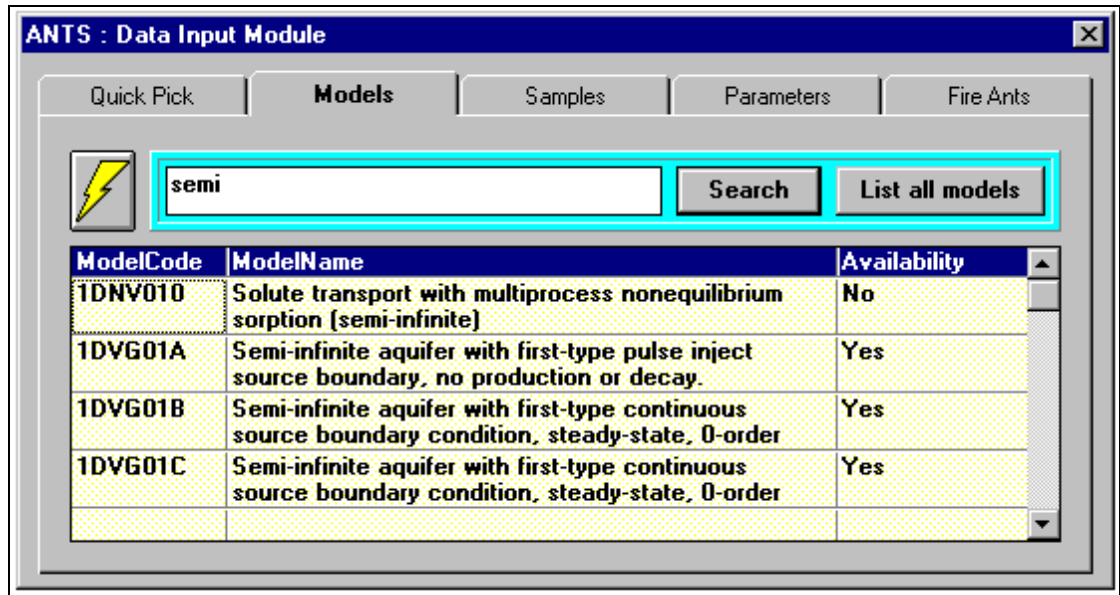 ANTS : Data Input Module
Quick Pick Models Samples Parameters Fire Ants
semi Search List all models
ModelCode ModelName Availability
1DNV010 Solute transport with multiprocess nonequilibrium No
sorption (semi-infinite)
1DVG01A Semi-infinite aquifer with first-type pulse inject Yes
source boundary, no production or decay.
1DVG01B Semi-infinite aquifer with first-type continuous Yes
source boundary condition, steady-state, 0-order
1DVG01C Semi-infinite aquifer with first-type continuous Yes
source boundary condition, steady-state, 0-order